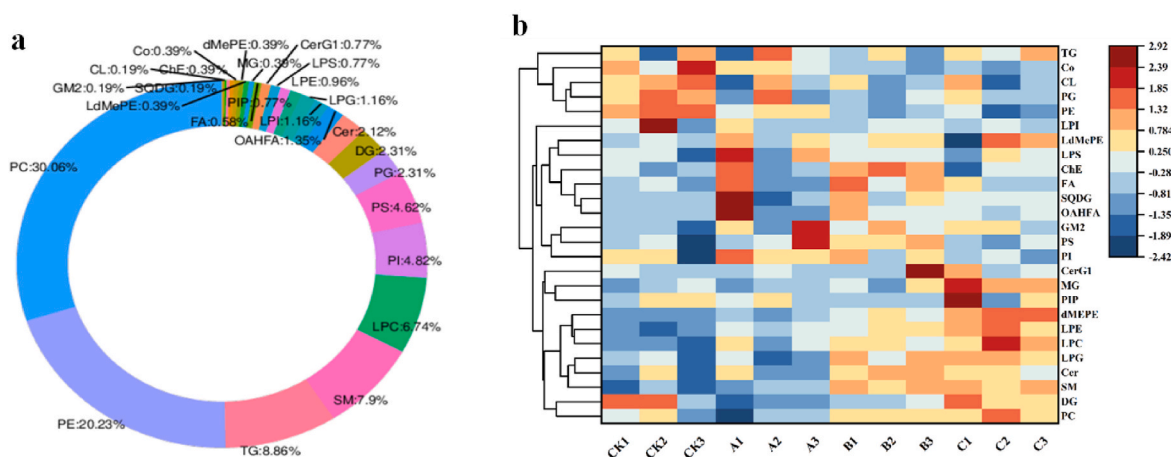 a
Co:0.39%
dMePE:0.39%
CerG1:0.77%
CL:0.19%
ChE:0.39%
MG:0.39%
LPS:0.77%
GM2:0.19%
SQDG:0.19%
LPE:0.96%
LdMePE:0.39%
PIP:0.77%
LPG:1.16%
FA:0.58%
LPI:1.16%
OAHFA:1.35%
Cer:2.12%
DG:2.31%
PC:30.06%
PG:2.31%
PS:4.62%
PI:4.82%
LPC:6.74%
SM:7.9%
PE:20.23%
TG:8.86%
b
TG
Co
CL
PG
PE
LPI
LdMePE
LPS
ChE
FA
SQDG
OAHFA
GM2
PS
PI
CerG1
MG
PIP
dMEPE
LPE
LPC
LPG
Cer
SM
DG
PC
CK1 CK2 CK3 A1 A2 A3 B1 B2 B3 C1 C2 C3
2.92
2.39
1.85
1.32
0.784
-0.28
-0.81
-1.35
-1.89
-2.42